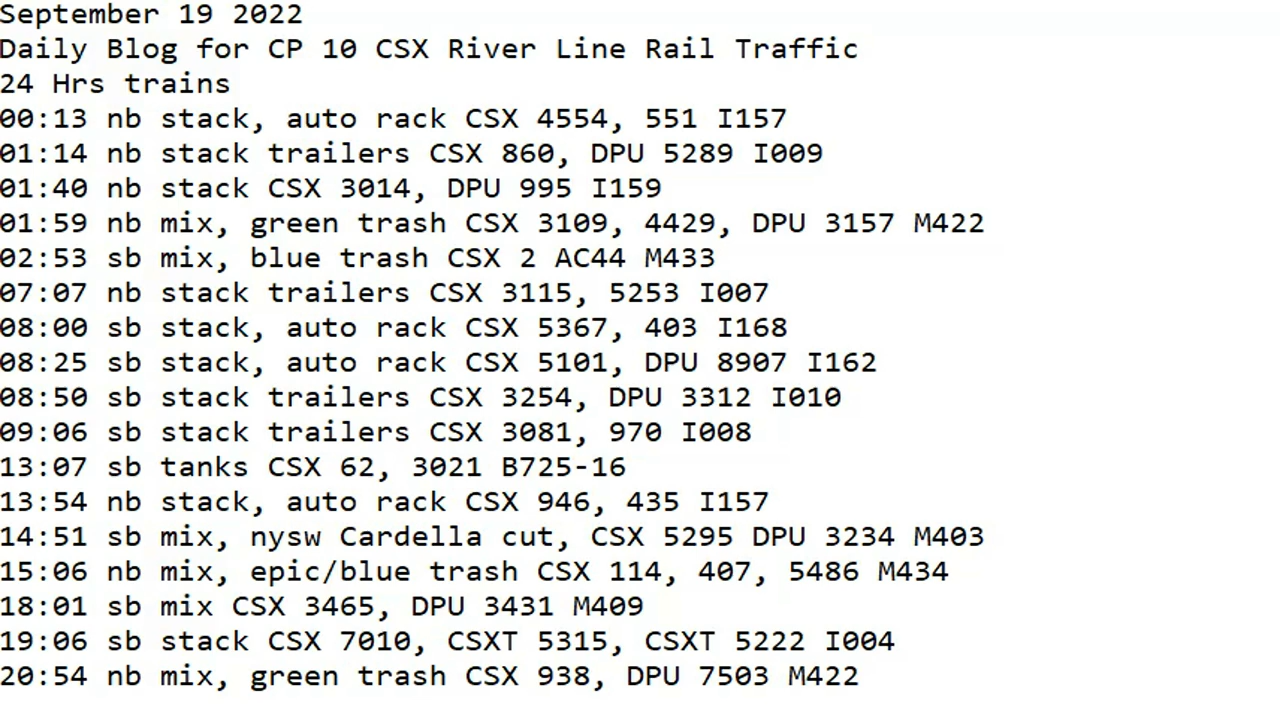 September 19 2022
Daily Blog for CP 10 CSX River Line Rail Traffic
24 Hrs trains
00:13 nb stack, auto rack CSX 4554, 551 I157
01:14 nb stack trailers CSX 860, DPU 5289 I009
01:40 nb stack CSX 3014, DPU 995 I159
01:59 nb mix, green trash CSX 3109, 4429, DPU 3157 M422
02:53 sb mix, blue trash CSX 2 AC44 M433
07:07 nb stack trailers CSX 3115, 5253 I007
08:00 sb stack, auto rack CSX 5367, 403 I168
08:25 sb stack, auto rack CSX 5101, DPU 8907 I162
08:50 sb stack trailers CSX 3254, DPU 3312 I010
09:06 sb stack trailers CSX 3081, 970 I008
13:07 sb tanks CSX 62, 3021 B725-16
13:54 nb stack, auto rack CSX 946, 435 I157
14:51 sb mix, nysw Cardella cut, CSX 5295 DPU 3234 M403
15:06 nb mix, epic/blue trash CSX 114, 407, 5486 M434
18:01 sb mix CSX 3465, DPU 3431 M409
19:06 sb stack CSX 7010, CSXT 5315, CSXT 5222 I004
20:54 nb mix, green trash CSX 938, DPU 7503 M422